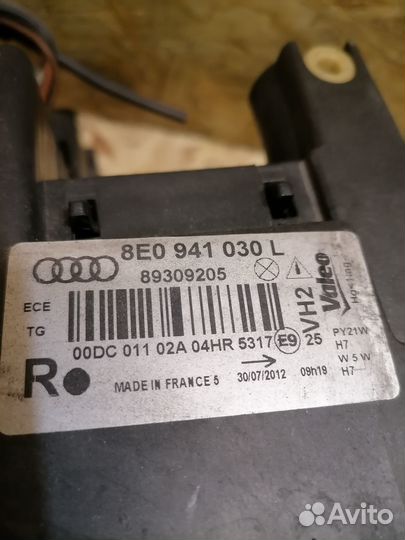 8E0 941 030 L
89309205
ECE
TG
00DC 011 02A 04HR 5317 E9 25
VH2
Valeo
PY21W
H7
W5W
H7
R
MADE IN FRANCE 5
30/07/2012
09h19
Avito